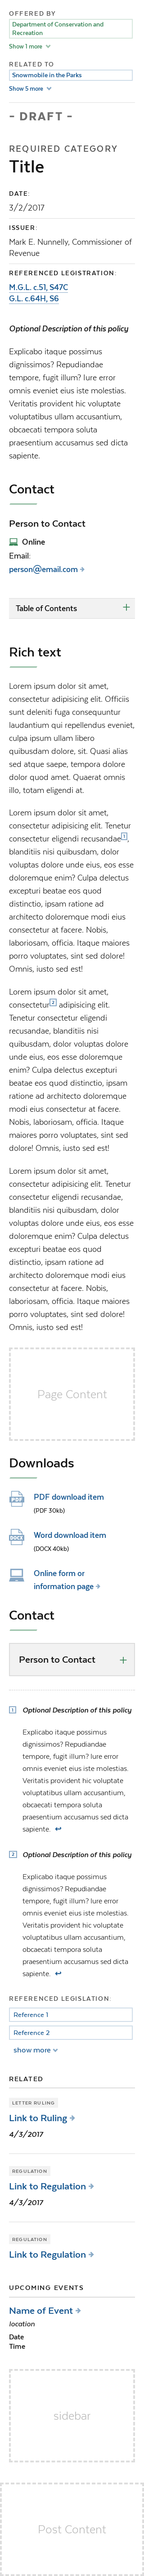 OFFERED BY
Department of Conservation and
Recreation
Show 1 more
RELATED TO
Snowmobile in the Parks
Show 5 more
- DRAFT -
REQUIRED CATEGORY
Title
DATE:
3/2/2017
ISSUER:
Mark E. Nunnelly, Commissioner of
Revenue
REFERENCED LEGISTRATION:
M.G.L. c.51, S47C
G.L. c.64H, S6
Optional Description of this policy
Explicabo itaque possimus
dignissimos? Repudiandae
tempore, fugit illum? Iure error
omnis eveniet eius iste molestias.
Veritatis provident hic voluptate
voluptatibus ullam accusantium,
obcaecati tempora soluta
praesentium accusamus sed dicta
sapiente.
Contact
Person to Contact
Online
Email:
person@email.com
Table of Contents
Rich text
Lorem ipsum dolor sit amet,
consectetur adipisicing elit. Officiis
sunt deleniti consequuntur
laudantium qui repellendus eum,
culpa ipsum ullam libero
quibusdam dolore, sit. Quasi alias
sed atque saepe, tempora dolore
dolor ducimus amet. Quaerat omnis
illo, totam eligendi at.
Lorem ipsum dolor sit amet,
consectetur adipisicing elit. Tenetur
consectetur eligendi recusandae 1,
blanditiis nisi quibusdam, dolor
voluptas dolore unde eius, eos esse
doloremque enim? Culpa delectus
excepturi beatae eos quod
distinctio, ipsam ratione ad
architecto doloremque modi eius
consectetur at facere. Nobis,
laboriosam, officia. Itaque maiores
porro voluptates, sint sed dolore!
Omnis, iusto sed est!
Lorem ipsum dolor sit amet,
consectetur 2 adipisicing elit.
Tenetur consectetur eligendi
recusandae, blanditiis nisi
quibusdam, dolor voluptas dolore
unde eius, eos esse doloremque
enim? Culpa delectus excepturi
beatae eos quod distinctio, ipsam
ratione ad architecto doloremque
modi eius consectetur at facere.
Nobis, laboriosam, officia. Itaque
maiores porro voluptates, sint sed
dolore! Omnis, iusto sed est!
Lorem ipsum dolor sit amet,
consectetur adipisicing elit. Tenetur
consectetur eligendi recusandae,
blanditiis nisi quibusdam, dolor
voluptas dolore unde eius, eos esse
doloremque enim? Culpa delectus
excepturi beatae eos quod
distinctio, ipsam ratione ad
architecto doloremque modi eius
consectetur at facere. Nobis,
laboriosam, officia. Itaque maiores
porro voluptates, sint sed dolore!
Omnis, iusto sed est!
Page Content
Downloads
PDF
PDF download item
(PDF 30kb)
DOCX
Word download item
(DOCX 40kb)
Online form or
information page
Contact
Person to Contact
1 Optional Description of this policy
Explicabo itaque possimus
dignissimos? Repudiandae
tempore, fugit illum? Iure error
omnis eveniet eius iste molestias.
Veritatis provident hic voluptate
voluptatibus ullam accusantium,
obcaecati tempora soluta
praesentium accusamus sed dicta
sapiente.
2 Optional Description of this policy
Explicabo itaque possimus
dignissimos? Repudiandae
tempore, fugit illum? Iure error
omnis eveniet eius iste molestias.
Veritatis provident hic voluptate
voluptatibus ullam accusantium,
obcaecati tempora soluta
praesentium accusamus sed dicta
sapiente.
REFERENCED LEGISLATION:
Reference 1
Reference 2
show more
RELATED
LETTER RULING
Link to Ruling
4/3/2017
REGULATION
Link to Regulation
4/3/2017
REGULATION
Link to Regulation
UPCOMING EVENTS
Name of Event
location
Date
Time
sidebar
Post Content